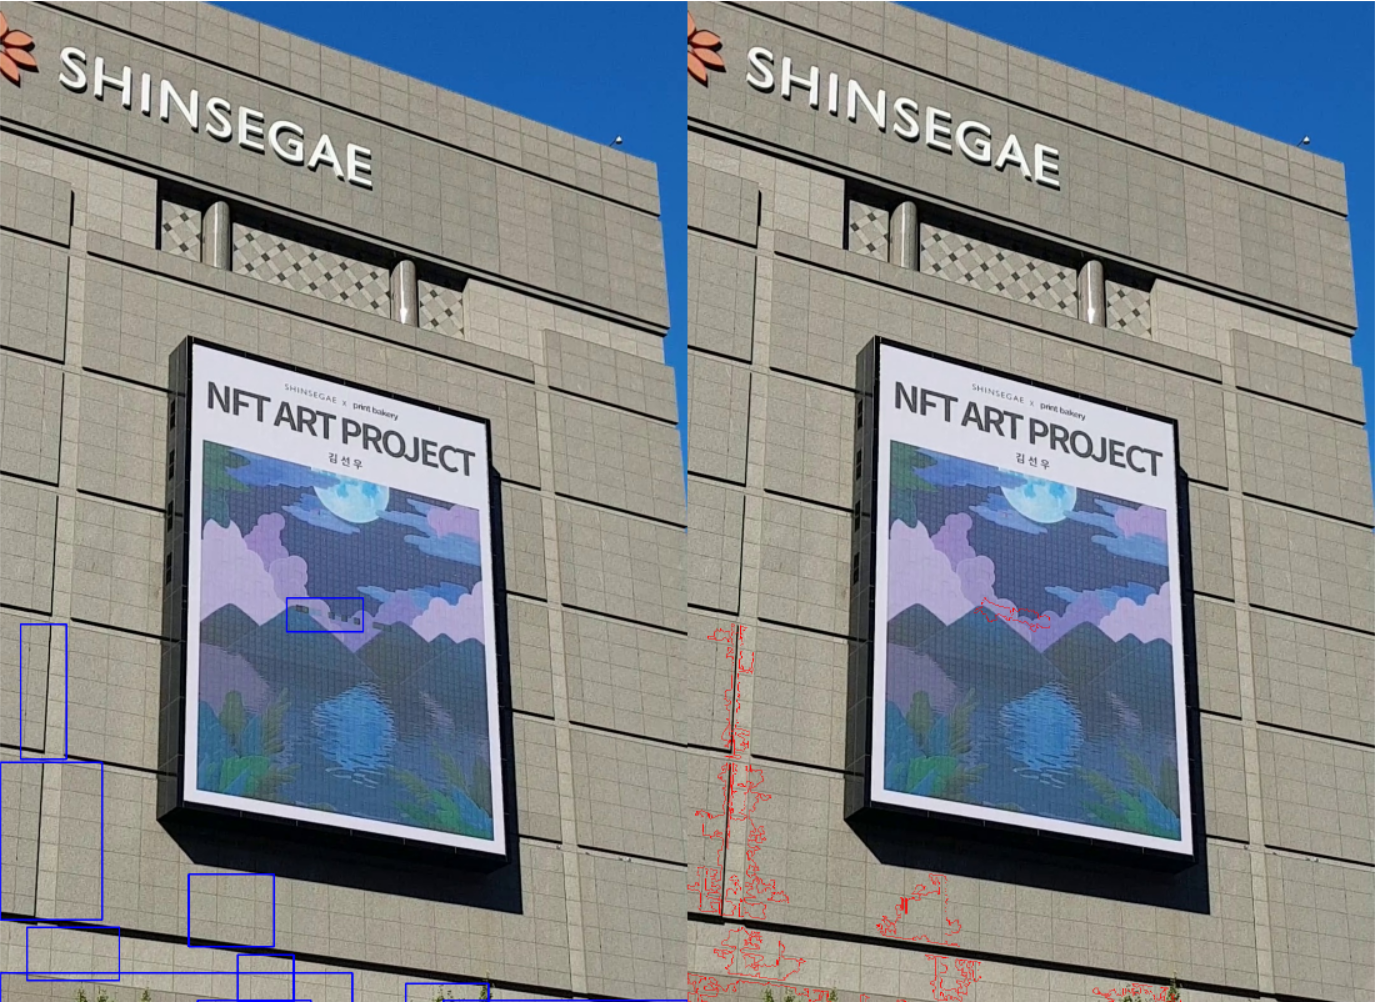 SHINSEGAE
SHINSEGAE x print bakery
NFT ART PROJECT
김선우
SHINSEGAE
SHINSEGAE x print bakery
NFT ART PROJECT
김선우